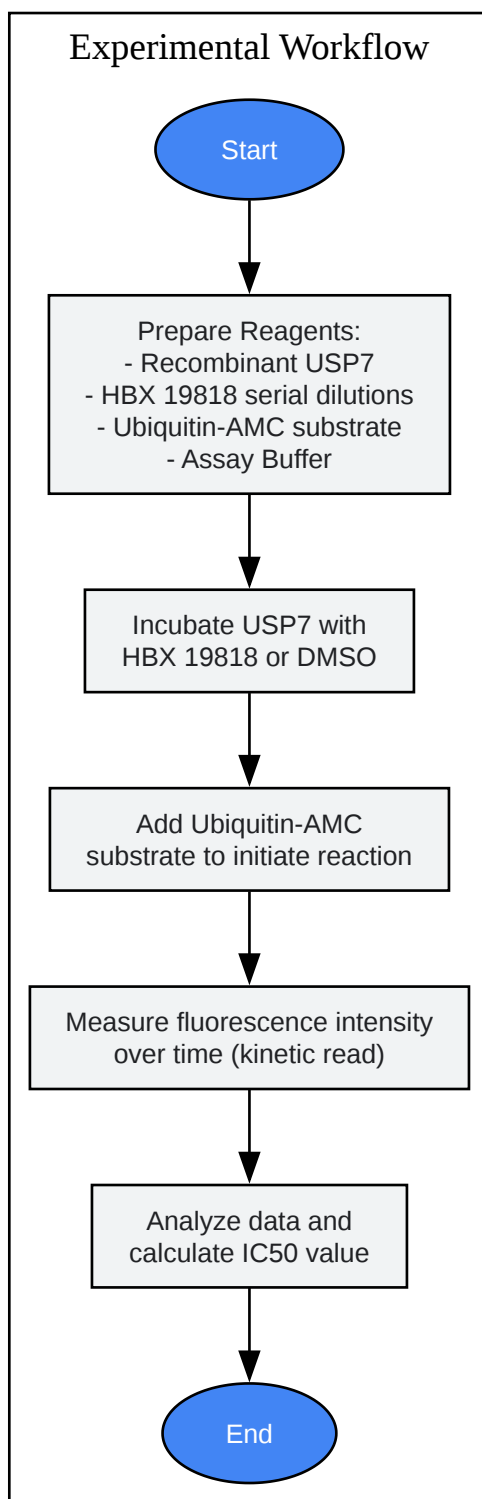 Experimental Workflow
Start
Prepare Reagents:
- Recombinant USP7
- HBX 19818 serial dilutions
- Ubiquitin-AMC substrate
- Assay Buffer
Incubate USP7 with
HBX 19818 or DMSO
Add Ubiquitin-AMC
substrate to initiate reaction
Measure fluorescence intensity
over time (kinetic read)
Analyze data and
calculate IC50 value
End